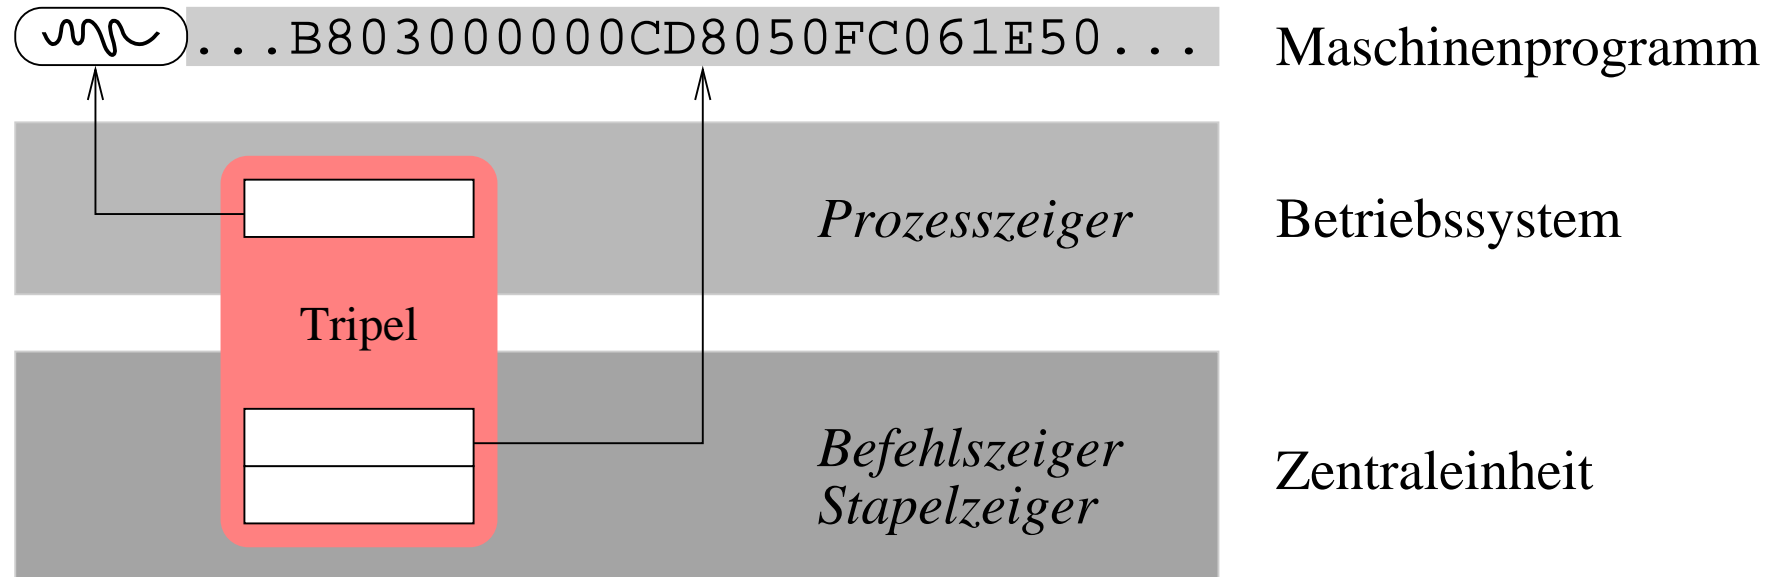 ...B803000000CD8050FC061E50... Maschinenprogramm
Prozesszeiger Betriebssystem
Tripel
Befehlszeiger
Stapelzeiger
Zentraleinheit